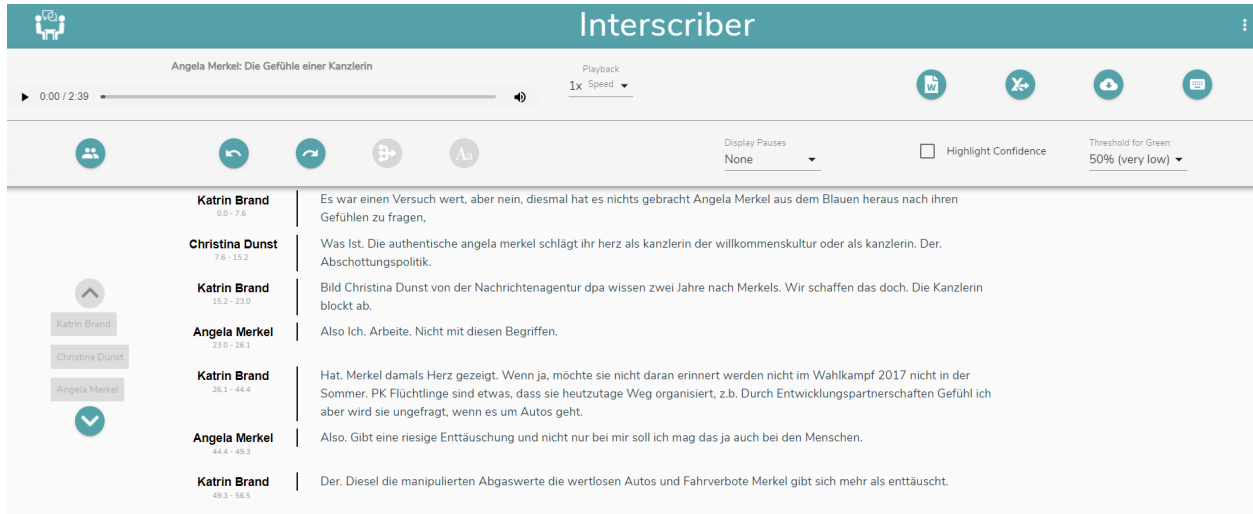 Interscriber
Angela Merkel: Die Gefühle einer Kanzlerin
0:00 / 2:39
Playback
1x Speed
W
X
Aa
Display Pauses
None
Highlight Confidence
Threshold for Green:
50% (very low)
Katrin Brand
0.0 - 7.6
Es war einen Versuch wert, aber nein, diesmal hat es nichts gebracht Angela Merkel aus dem Blauen heraus nach ihren
Gefühlen zu fragen,
Christina Dunst
7.6 - 15.2
Was Ist. Die authentische angela merkel schlägt ihr herz als kanzlerin der willkommenskultur oder als kanzlerin. Der.
Abschottungspolitik.
Katrin Brand
15.2 - 23.0
Bild Christina Dunst von der Nachrichtenagentur dpa wissen zwei Jahre nach Merkels. Wir schaffen das doch. Die Kanzlerin
blockt ab.
Angela Merkel
23.0 - 26.1
Also Ich. Arbeite. Nicht mit diesen Begriffen.
Katrin Brand
26.1 - 44.4
Hat. Merkel damals Herz gezeigt. Wenn ja, möchte sie nicht daran erinnert werden nicht im Wahlkampf 2017 nicht in der
Sommer. PK Flüchtlinge sind etwas, dass sie heutzutage Weg organisiert, z.b. Durch Entwicklungspartnerschaften Gefühl ich
aber wird sie ungefragt, wenn es um Autos geht.
Angela Merkel
44.4 - 49.3
Also. Gibt eine riesige Enttäuschung und nicht nur bei mir soll ich mag das ja auch bei den Menschen.
Katrin Brand
49.3 - 56.5
Der. Diesel die manipulierten Abgaswerte die wertlosen Autos und Fahrverbote Merkel gibt sich mehr als enttäuscht.
Katrin Brand
Christina Dunst
Angela Merkel